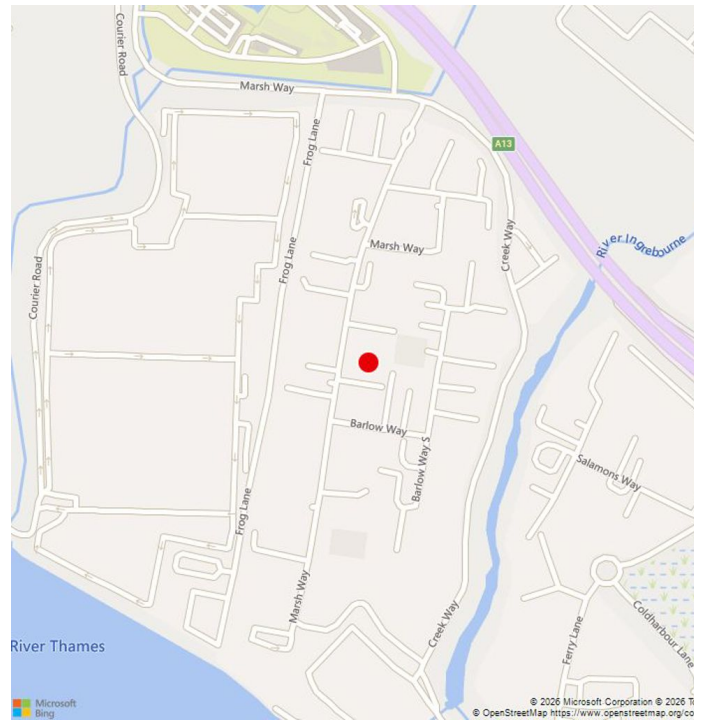 Courier Road
Marsh Way
Frog Lane
A13
Creek Way
River Ingrebourne
Marsh Way
Frog Lane
Courier Road
Barlow Way
Barlow Way S
Salamons Way
Frog Lane
Marsh Way
Creek Way
Ferry Lane
Coldharbour Lane
River Thames
Microsoft
Bing
© 2026 Microsoft Corporation © 2026
© OpenStreetMap https://www.openstreetmap.org/co